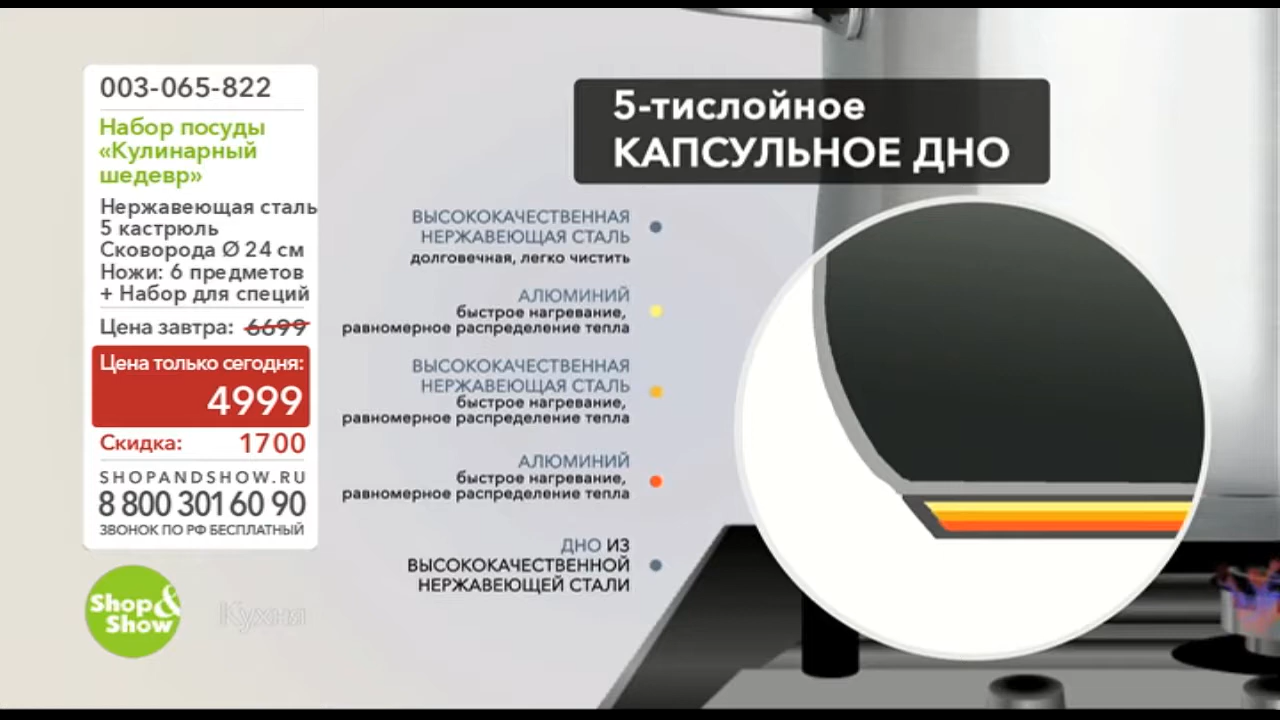 003-065-822
Набор посуды
«Кулинарный
шедевр»
Нержавеющая сталь
5 кастрюль
Сковорода Ø 24 см
Ножи: 6 предметов
+ Набор для специй
Цена завтра: 6699
Цена только сегодня:
4999
Скидка: 1700
SHOPANDSHOW.RU
8 800 301 60 90
ЗВОНОК ПО РФ БЕСПЛАТНЫЙ
Shop&
Show
Кухня
5-тислойное
КАПСУЛЬНОЕ ДНО
ВЫСОКОКАЧЕСТВЕННАЯ
НЕРЖАВЕЮЩАЯ СТАЛЬ
долговечная, легко чистить
АЛЮМИНИЙ
быстрое нагревание,
равномерное распределение тепла
ВЫСОКОКАЧЕСТВЕННАЯ
НЕРЖАВЕЮЩАЯ СТАЛЬ
быстрое нагревание,
равномерное распределение тепла
АЛЮМИНИЙ
быстрое нагревание,
равномерное распределение тепла
ДНО ИЗ
ВЫСОКОКАЧЕСТВЕННОЙ
НЕРЖАВЕЮЩЕЙ СТАЛИ